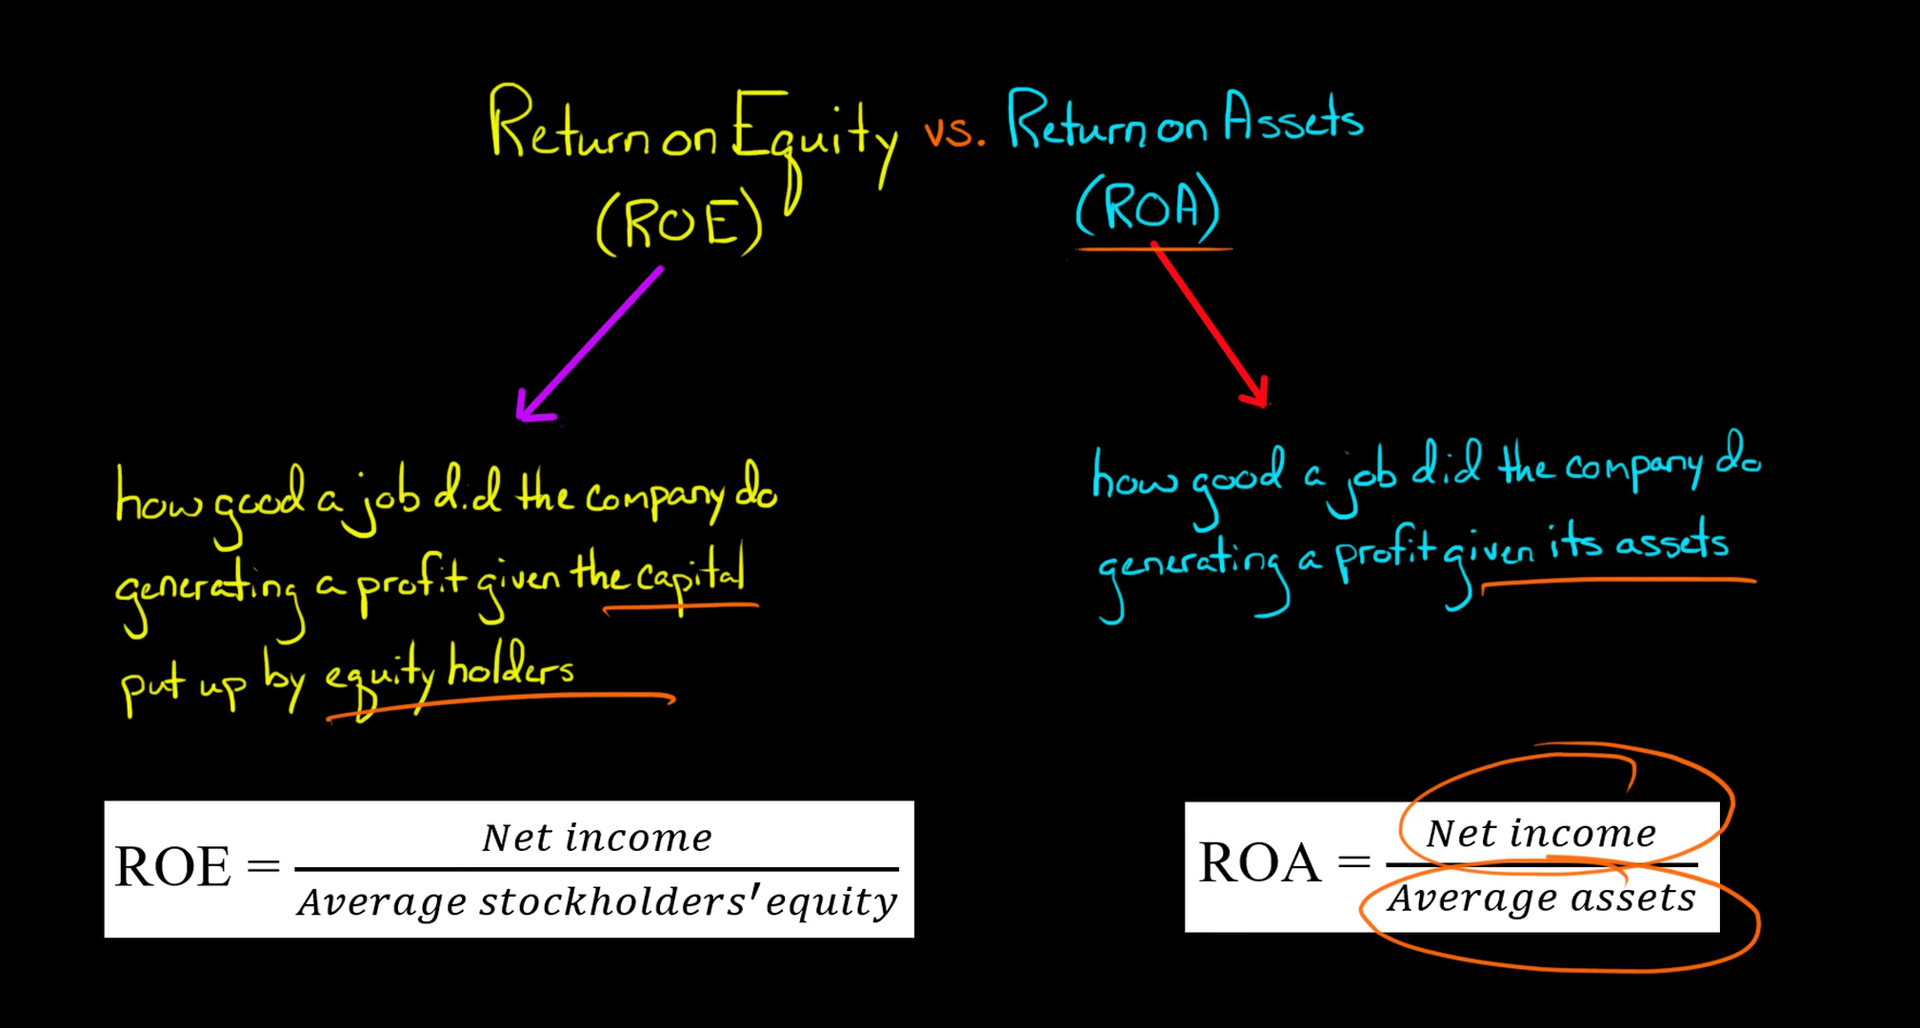 Return on Equity vs. Return on Assets
(ROE)
(ROA)
how good a job did the company do
generating a profit given the capital
put up by equity holders
how good a job did the company do
generating a profit given its assets
ROE = Net income
Average stockholders' equity
ROA = Net income
Average assets